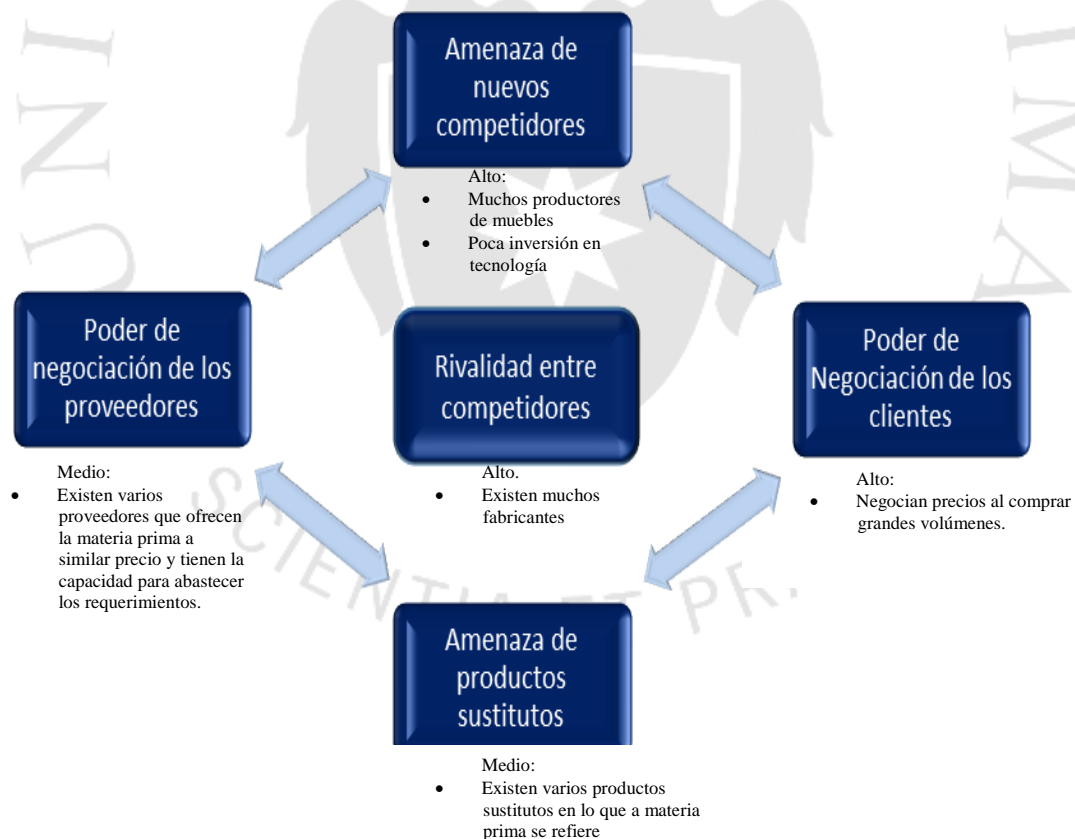 Amenaza de
nuevos
competidores
Alto:
• Muchos productores
de muebles
• Poca inversión en
tecnología
Poder de
negociación de los
proveedores
Medio:
• Existen varios
proveedores que ofrecen
la materia prima a
similar precio y tienen la
capacidad para abastecer
los requerimientos.
Rivalidad entre
competidores
Alto.
• Existen muchos
fabricantes
Poder de
Negociación de los
clientes
Alto:
• Negocian precios al comprar
grandes volúmenes.
Amenaza de
productos
sustitutos
Medio:
• Existen varios productos
sustitutos en lo que a materia
prima se refiere
SCIENTIA ET PR